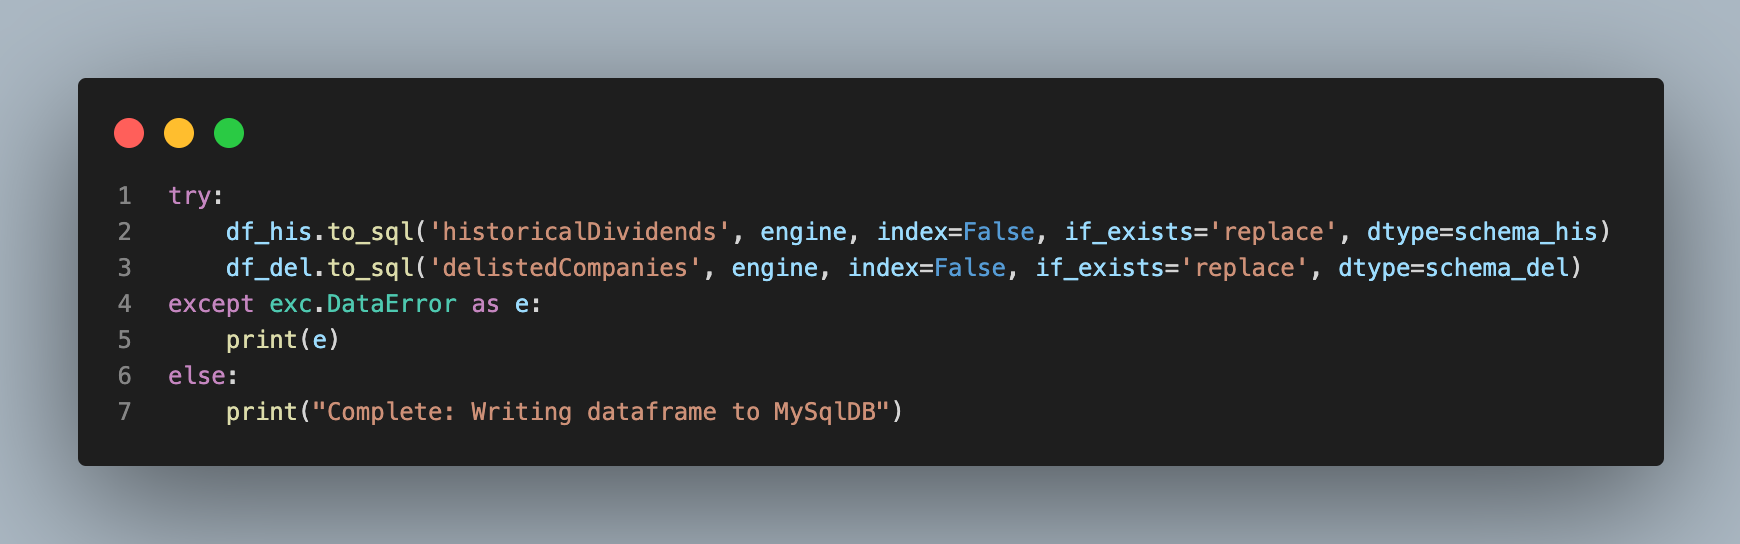 1 try:
2     df_his.to_sql('historicalDividends', engine, index=False, if_exists='replace', dtype=schema_his)
3     df_del.to_sql('delistedCompanies', engine, index=False, if_exists='replace', dtype=schema_del)
4 except exc.DataError as e:
5     print(e)
6 else:
7     print("Complete: Writing dataframe to MySqlDB")